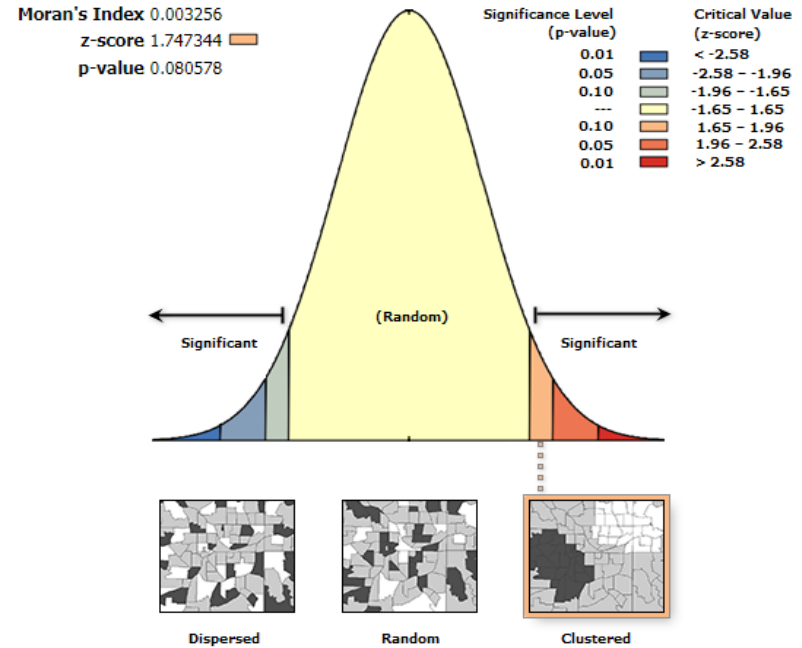 Moran's Index 0.003256
z-score 1.747344
p-value 0.080578
Significance Level
(p-value)
Critical Value
(z-score)
0.01 < -2.58
0.05 -2.58 – -1.96
0.10 -1.96 – -1.65
--- -1.65 – 1.65
0.10 1.65 – 1.96
0.05 1.96 – 2.58
0.01 > 2.58
(Random)
Significant
Significant
Dispersed
Random
Clustered